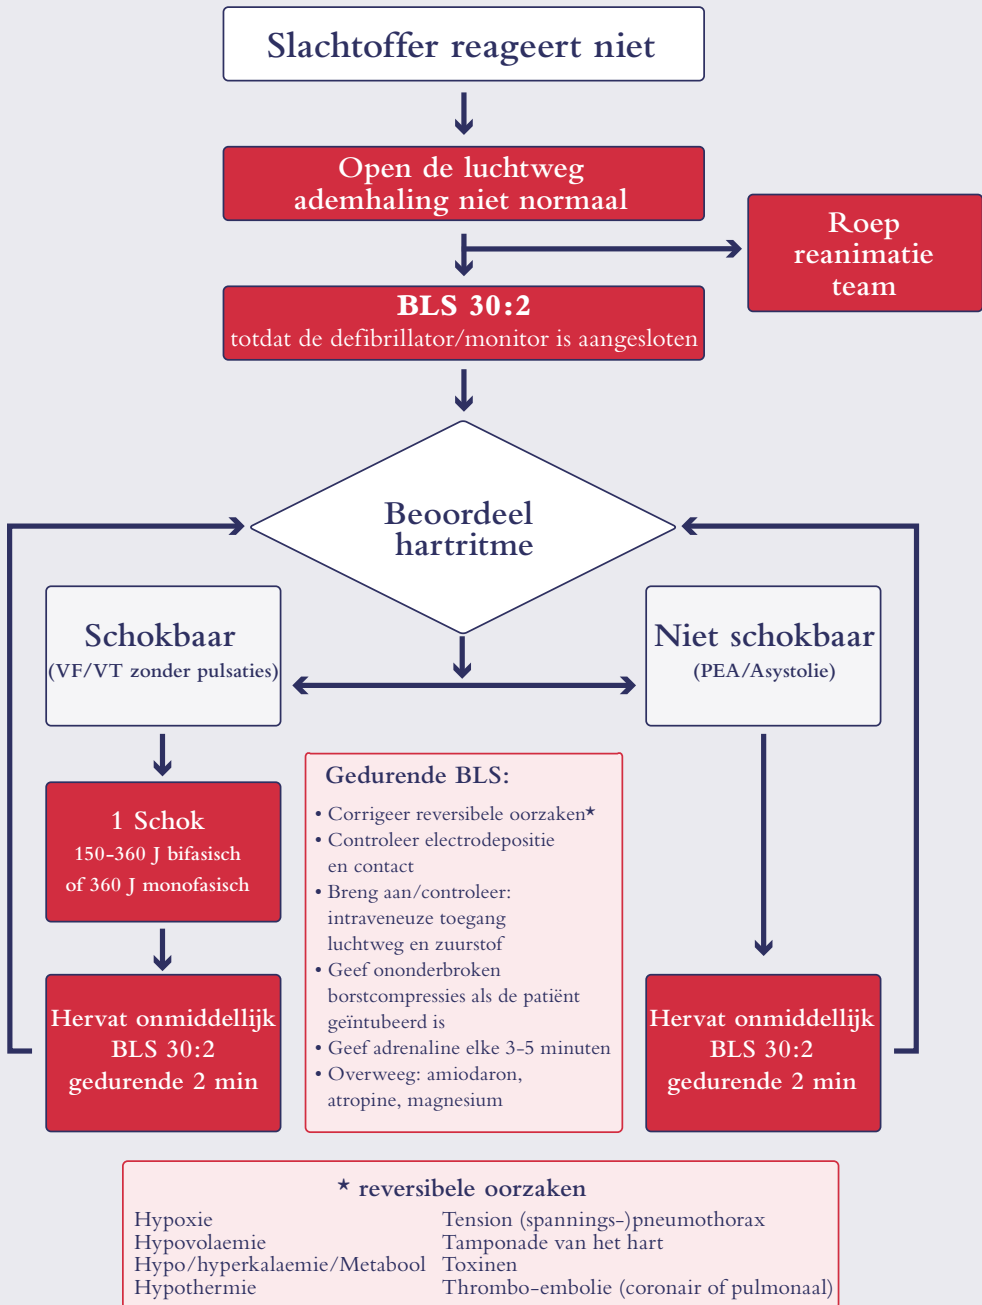 Slachtoffer reageert niet
Open de luchtweg
ademhaling niet normaal
Roep
reanimatie
team
BLS 30:2
totdat de defibrillator/monitor is aangesloten
Beoordeel
hartritme
Schokbaar
(VF/VT zonder pulsaties)
Niet schokbaar
(PEA/Asystolie)
1 Schok
150-360 J bifasisch
of 360 J monofasisch
Hervat onmiddellijk
BLS 30:2
gedurende 2 min
Gedurende BLS:
• Corrigeer reversibele oorzaken★
• Controleer electrodepositie
en contact
• Breng aan/controleer:
intraveneuze toegang
luchtweg en zuurstof
• Geef ononderbroken
borstcompressies als de patiënt
geïntubeerd is
• Geef adrenaline elke 3-5 minuten
• Overweeg: amiodaron,
atropine, magnesium
Hervat onmiddellijk
BLS 30:2
gedurende 2 min
★ reversibele oorzaken
Hypoxie
Hypovolaemie
Hypo/hyperkalaemie/Metabool
Hypothermie
Tension (spannings-)pneumothorax
Tamponade van het hart
Toxinen
Thrombo-embolie (coronair of pulmonaal)